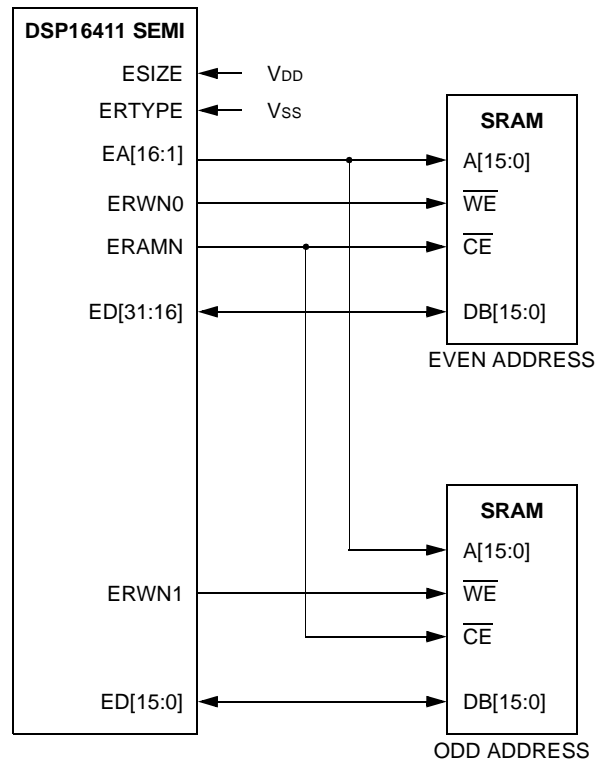 DSP16411 SEMI
ESIZE VDD
ERTYPE VSS
SRAM
EA[16:1] A[15:0]
ERWN0 WE
ERAMN CE
ED[31:16] DB[15:0]
EVEN ADDRESS
SRAM
A[15:0]
ERWN1 WE
CE
ED[15:0] DB[15:0]
ODD ADDRESS